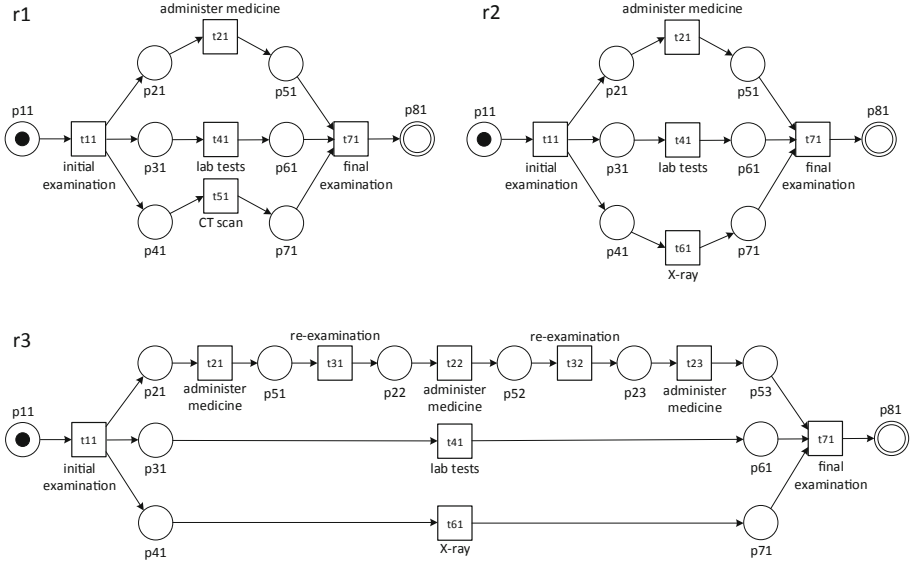 r1
administer medicine
t21
p21
p51
p11
p81
t11
t41
t71
initial
examination
p31
lab tests
p61
final
examination
t51
CT scan
p41
p71
r2
administer medicine
t21
p21
p51
p11
p81
t11
t41
t71
initial
examination
p31
lab tests
p61
final
examination
p41
t61
p71
X-ray
r3
re-examination
re-examination
t21
t31
t22
t32
t23
p21
administer
medicine
p51
p22
administer
medicine
p52
p23
administer
medicine
p53
p11
p81
t11
t41
t71
initial
examination
p31
lab tests
p61
final
examination
t61
p41
X-ray
p71